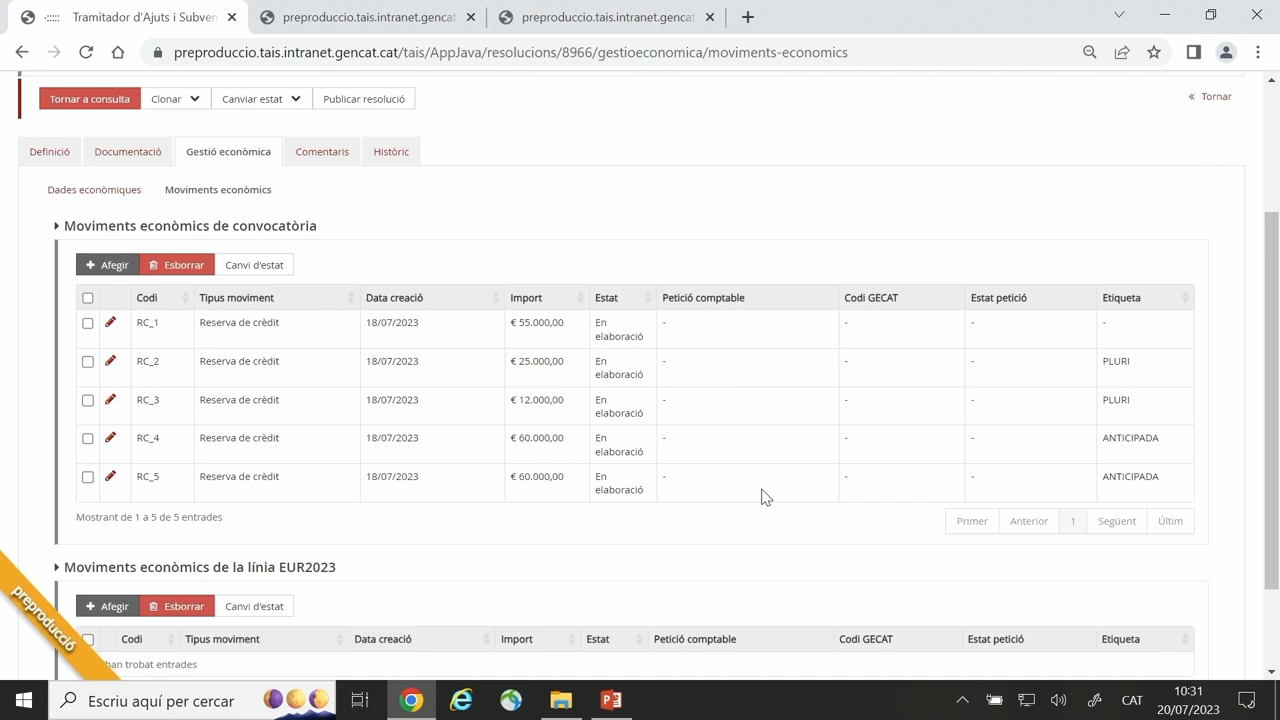 Tramitador d'Ajuts i Subven
preproduccio.tais.intranet.gencat
preproduccio.tais.intranet.gencat
preproduccio.tais.intranet.gencat.cat/tais/AppJava/resolucions/8966/gestioeconomica/moviments-economics
Tornar a consulta Clonar Canviar estat Publicar resolució « Tornar
Definició Documentació Gestió econòmica Comentaris Històric
Dades econòmiques Moviments econòmics
Moviments econòmics de convocatòria
+ Afegir Esborrar Canvi d'estat
Codi Tipus moviment Data creació Import Estat Petició comptable Codi GECAT Estat petició Etiqueta
RC_1 Reserva de crèdit 18/07/2023 € 55.000,00 En elaboració - - - -
RC_2 Reserva de crèdit 18/07/2023 € 25.000,00 En elaboració - - - PLURI
RC_3 Reserva de crèdit 18/07/2023 € 12.000,00 En elaboració - - - PLURI
RC_4 Reserva de crèdit 18/07/2023 € 60.000,00 En elaboració - - - ANTICIPADA
RC_5 Reserva de crèdit 18/07/2023 € 60.000,00 En elaboració - - - ANTICIPADA
Mostrant de 1 a 5 de 5 entrades
Primer Anterior 1 Següent Últim
Moviments econòmics de la línia EUR2023
+ Afegir Esborrar Canvi d'estat
Codi Tipus moviment Data creació Import Estat Petició comptable Codi GECAT Estat petició Etiqueta
han trobat entrades
preproducció
Escriu aquí per cercar
CAT
10:31
20/07/2023